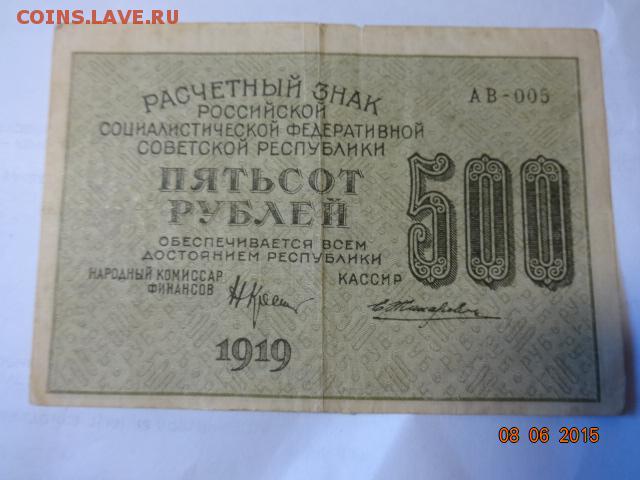 COINS.LAVE.RU
РАСЧЕТНЫЙ ЗНАК
АВ-005
РОССИЙСКОЙ
СОЦИАЛИСТИЧЕСКОЙ ФЕДЕРАТИВНОЙ
СОВЕТСКОЙ РЕСПУБЛИКИ
ПЯТЬСОТ
РУБЛЕЙ
500
ОБЕСПЕЧИВАЕТСЯ ВСЕМ
ДОСТОЯНИЕМ РЕСПУБЛИКИ
НАРОДНЫЙ КОМИССАР
ФИНАНСОВ
КАССИР
1919
08 06 2015